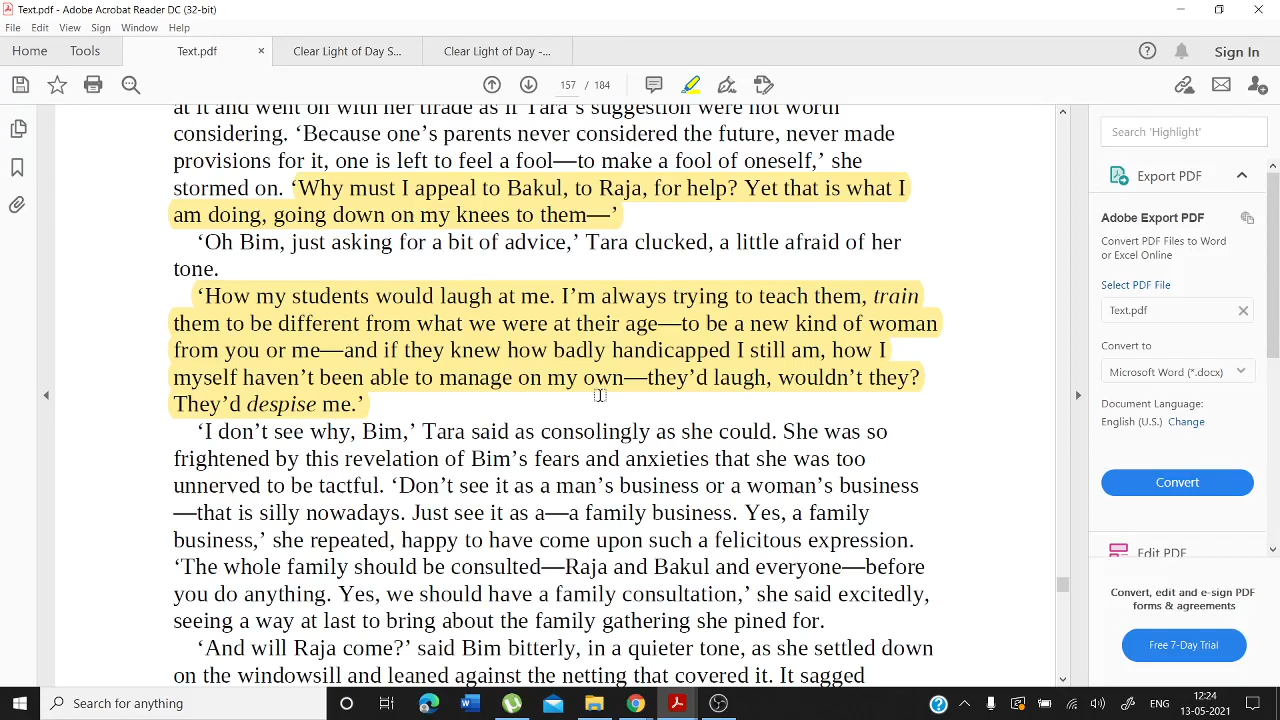 Text.pdf - Adobe Acrobat Reader DC (32-bit)
File Edit View Sign Window Help
Home Tools Text.pdf × Clear Light of Day S... Clear Light of Day -... Sign In
157 / 184
at it and went on with her tirade as if Tara’s suggestion were not worth
considering. ‘Because one’s parents never considered the future, never made
provisions for it, one is left to feel a fool—to make a fool of oneself,’ she
stormed on. ‘Why must I appeal to Bakul, to Raja, for help? Yet that is what I
am doing, going down on my knees to them—’
‘Oh Bim, just asking for a bit of advice,’ Tara clucked, a little afraid of her
tone.
‘How my students would laugh at me. I’m always trying to teach them, train
them to be different from what we were at their age—to be a new kind of woman
from you or me—and if they knew how badly handicapped I still am, how I
myself haven’t been able to manage on my own—they’d laugh, wouldn’t they?
They’d despise me.’
‘I don’t see why, Bim,’ Tara said as consolingly as she could. She was so
frightened by this revelation of Bim’s fears and anxieties that she was too
unnerved to be tactful. ‘Don’t see it as a man’s business or a woman’s business
—that is silly nowadays. Just see it as a—a family business. Yes, a family
business,’ she repeated, happy to have come upon such a felicitous expression.
‘The whole family should be consulted—Raja and Bakul and everyone—before
you do anything. Yes, we should have a family consultation,’ she said excitedly,
seeing a way at last to bring about the family gathering she pined for.
‘And will Raja come?’ said Bim bitterly, in a quieter tone, as she settled down
on the windowsill and leaned against the netting that covered it. It sagged
Search 'Highlight'
Export PDF
Adobe Export PDF
Convert PDF Files to Word
or Excel Online
Select PDF File
Text.pdf
Convert to
Microsoft Word (*.docx)
Document Language:
English (U.S.) Change
Convert
Edit PDF
Convert, edit and e-sign PDF
forms & agreements
Free 7-Day Trial
Search for anything
ENG
12:24
13-05-2021